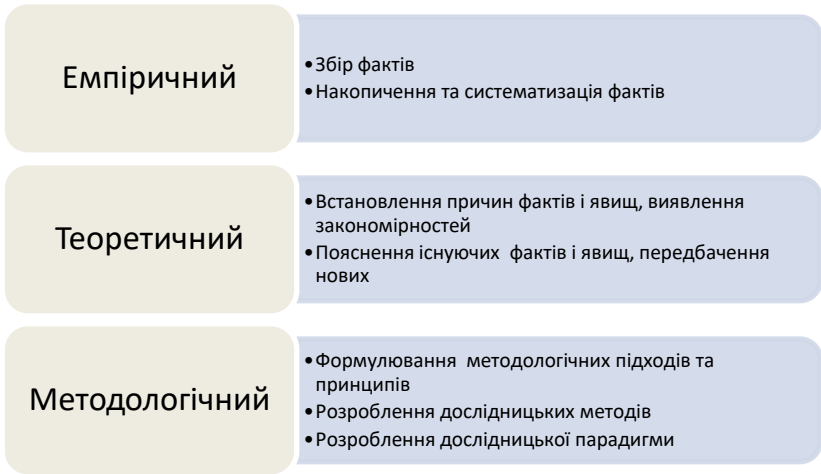 Емпіричний
•Збір фактів
•Накопичення та систематизація фактів
Теоретичний
•Встановлення причин фактів і явищ, виявлення
закономірностей
•Пояснення існуючих  фактів і явищ, передбачення
нових
Методологічний
•Формулювання  методологічних підходів та
принципів
•Розроблення дослідницьких методів
•Розроблення дослідницької парадигми